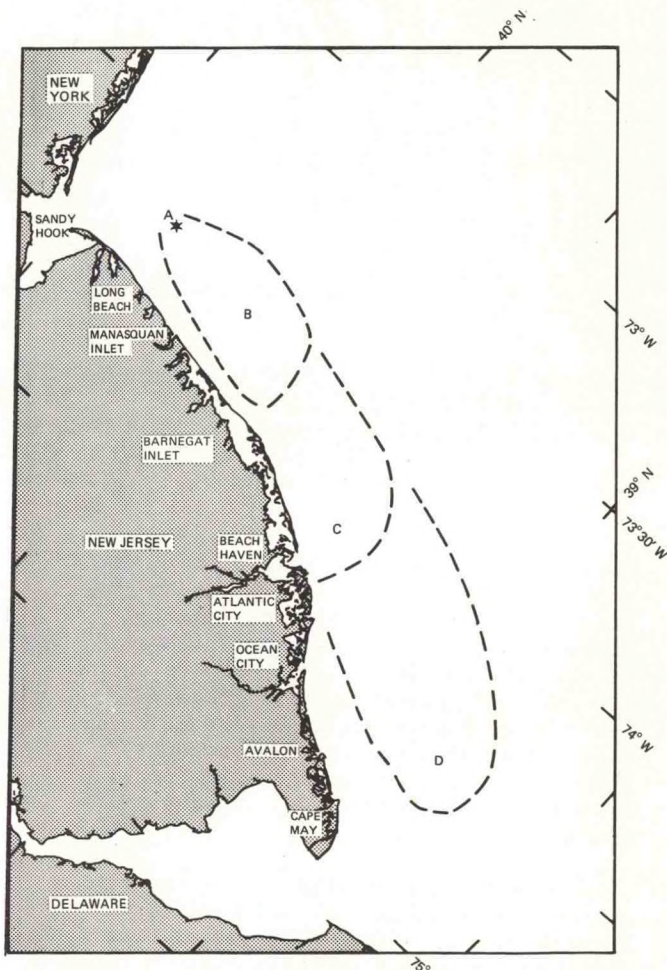 40° N
NEW
YORK
A
SANDY
HOOK
LONG
BEACH
B
MANASQUAN
INLET
73° W
BARNEGAT
INLET
39° N
73°30' W
C
NEW JERSEY
BEACH
HAVEN
ATLANTIC
CITY
OCEAN
CITY
74° W
AVALON
D
CAPE
MAY
DELAWARE
75°